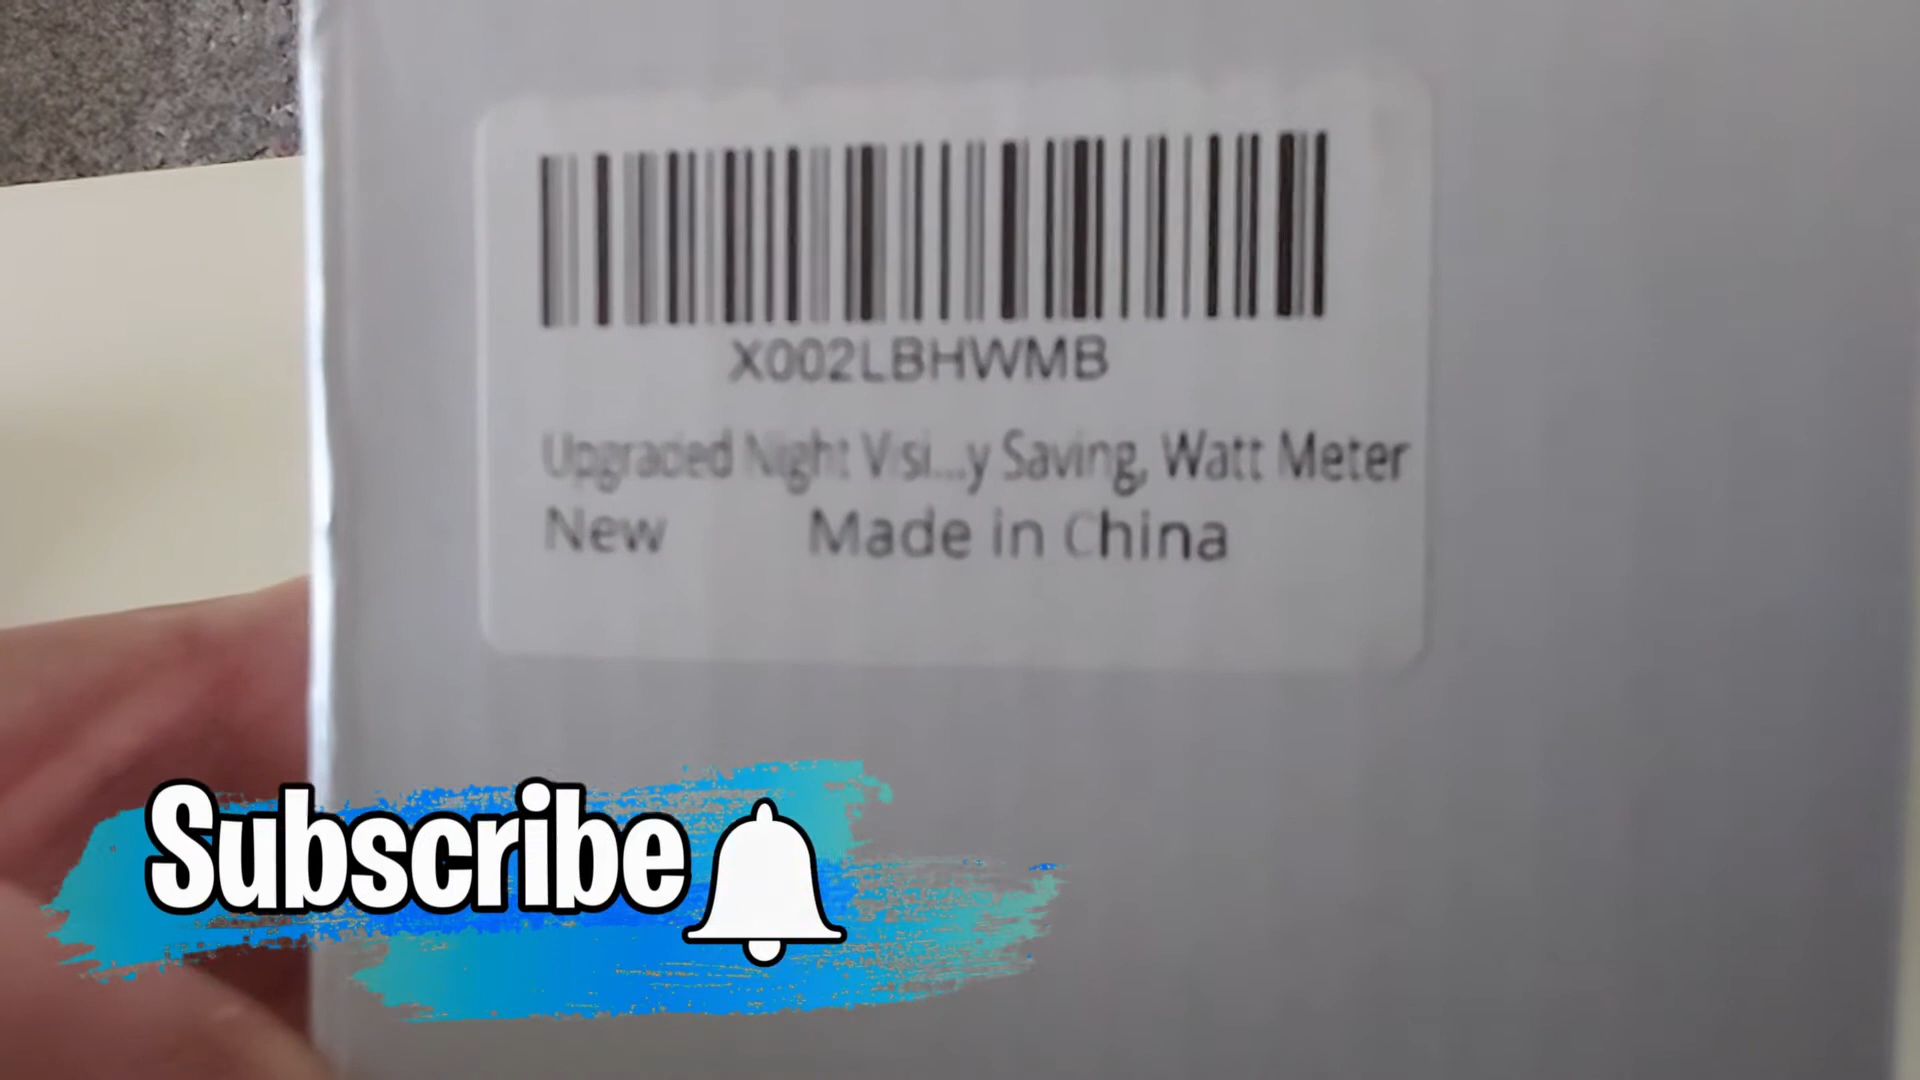 X002LBHWMB
Upgraded Night Visi...y Saving, Watt Meter
New Made in China
Subscribe